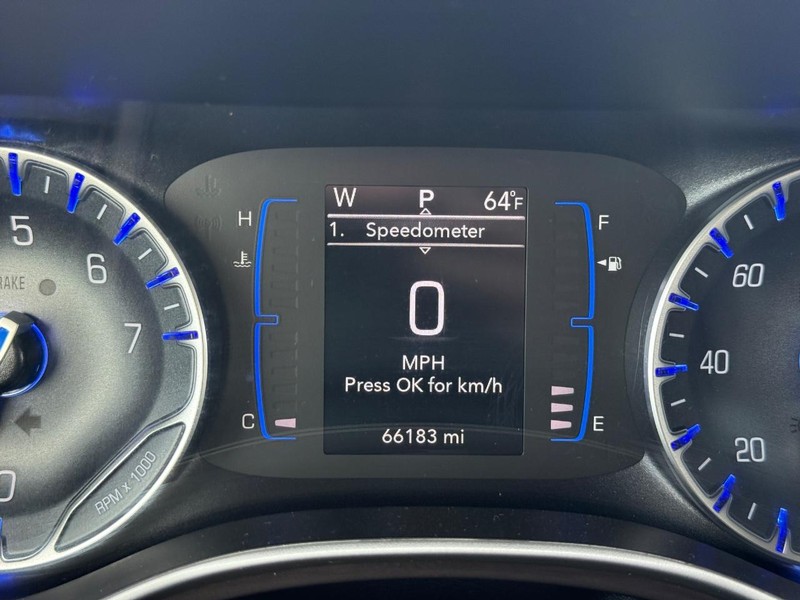 W P 64°F
1. Speedometer
0
MPH
Press OK for km/h
66183 mi
H
C
F
E
5
6
7
0
RPM x 1000
60
40
20